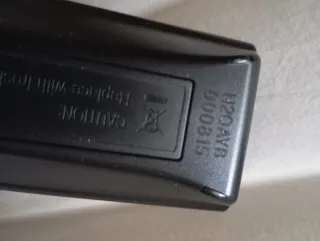 CAUTION:
Replace with
N2QAYB
000815